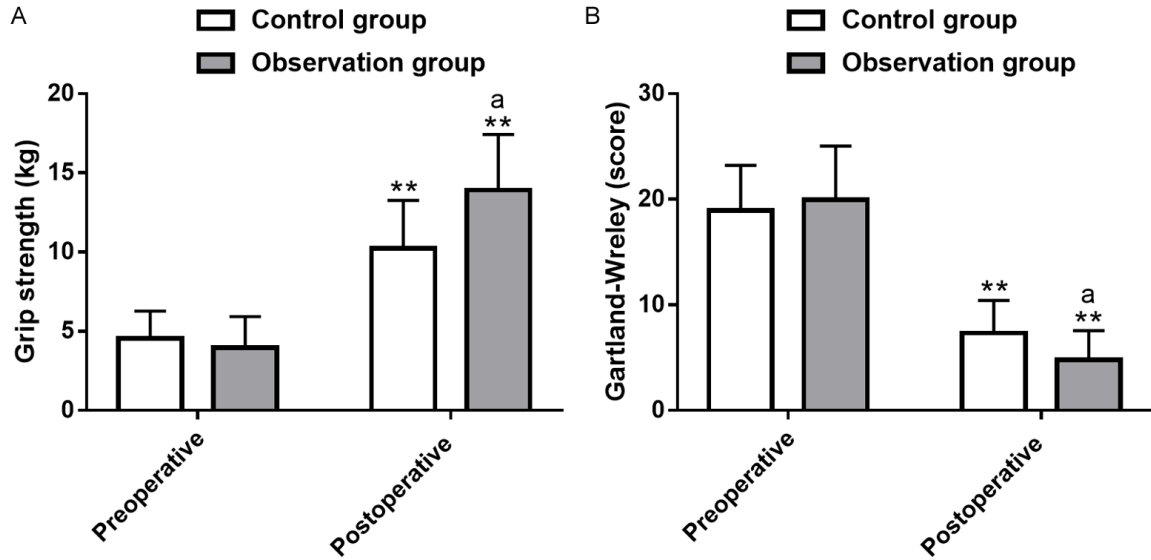 A
Control group
Observation group
Grip strength (kg)
20
15
10
5
0
**
a
**
Preoperative
Postoperative
B
Control group
Observation group
Gartland-Wreley (score)
30
20
10
0
**
a
**
Preoperative
Postoperative